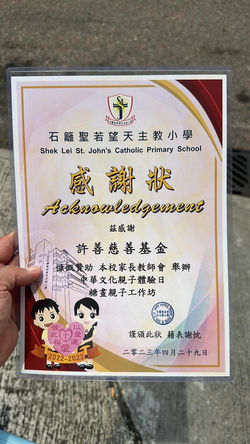 石籬聖若望天主教小學
Shek Lei St. John's Catholic Primary School
感謝狀
Acknowledgement
茲感謝
許善慈善基金
慷慨贊助 本校家長教師會 舉辦
中華文化親子體驗日
糖畫親子工作坊
謹頒此狀 藉表謝忱
二零二三年四月二十九日
2022-2023